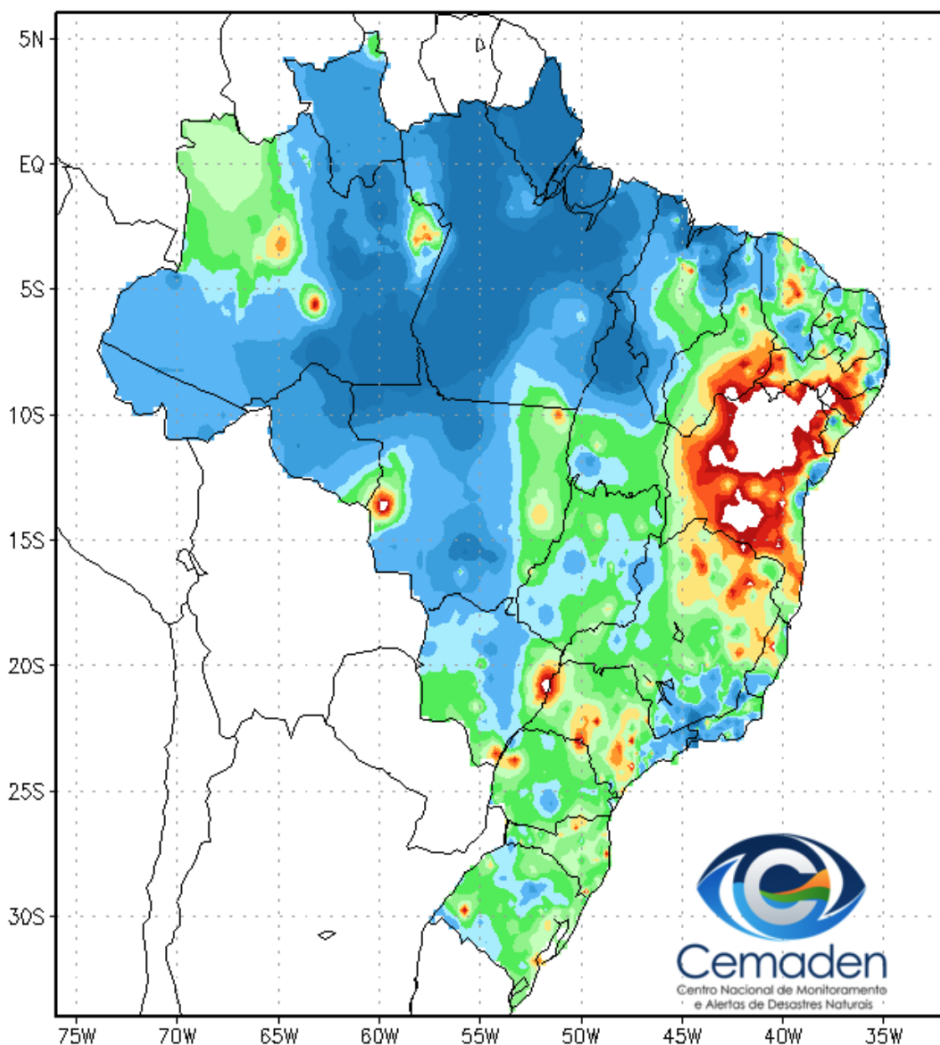 5N
EQ
5S
10S
15S
20S
25S
30S
75W 70W 65W 60W 55W 50W 45W 40W 35W
Cemaden
Centro Nacional de Monitoramento
e Alertas de Desastres Naturais